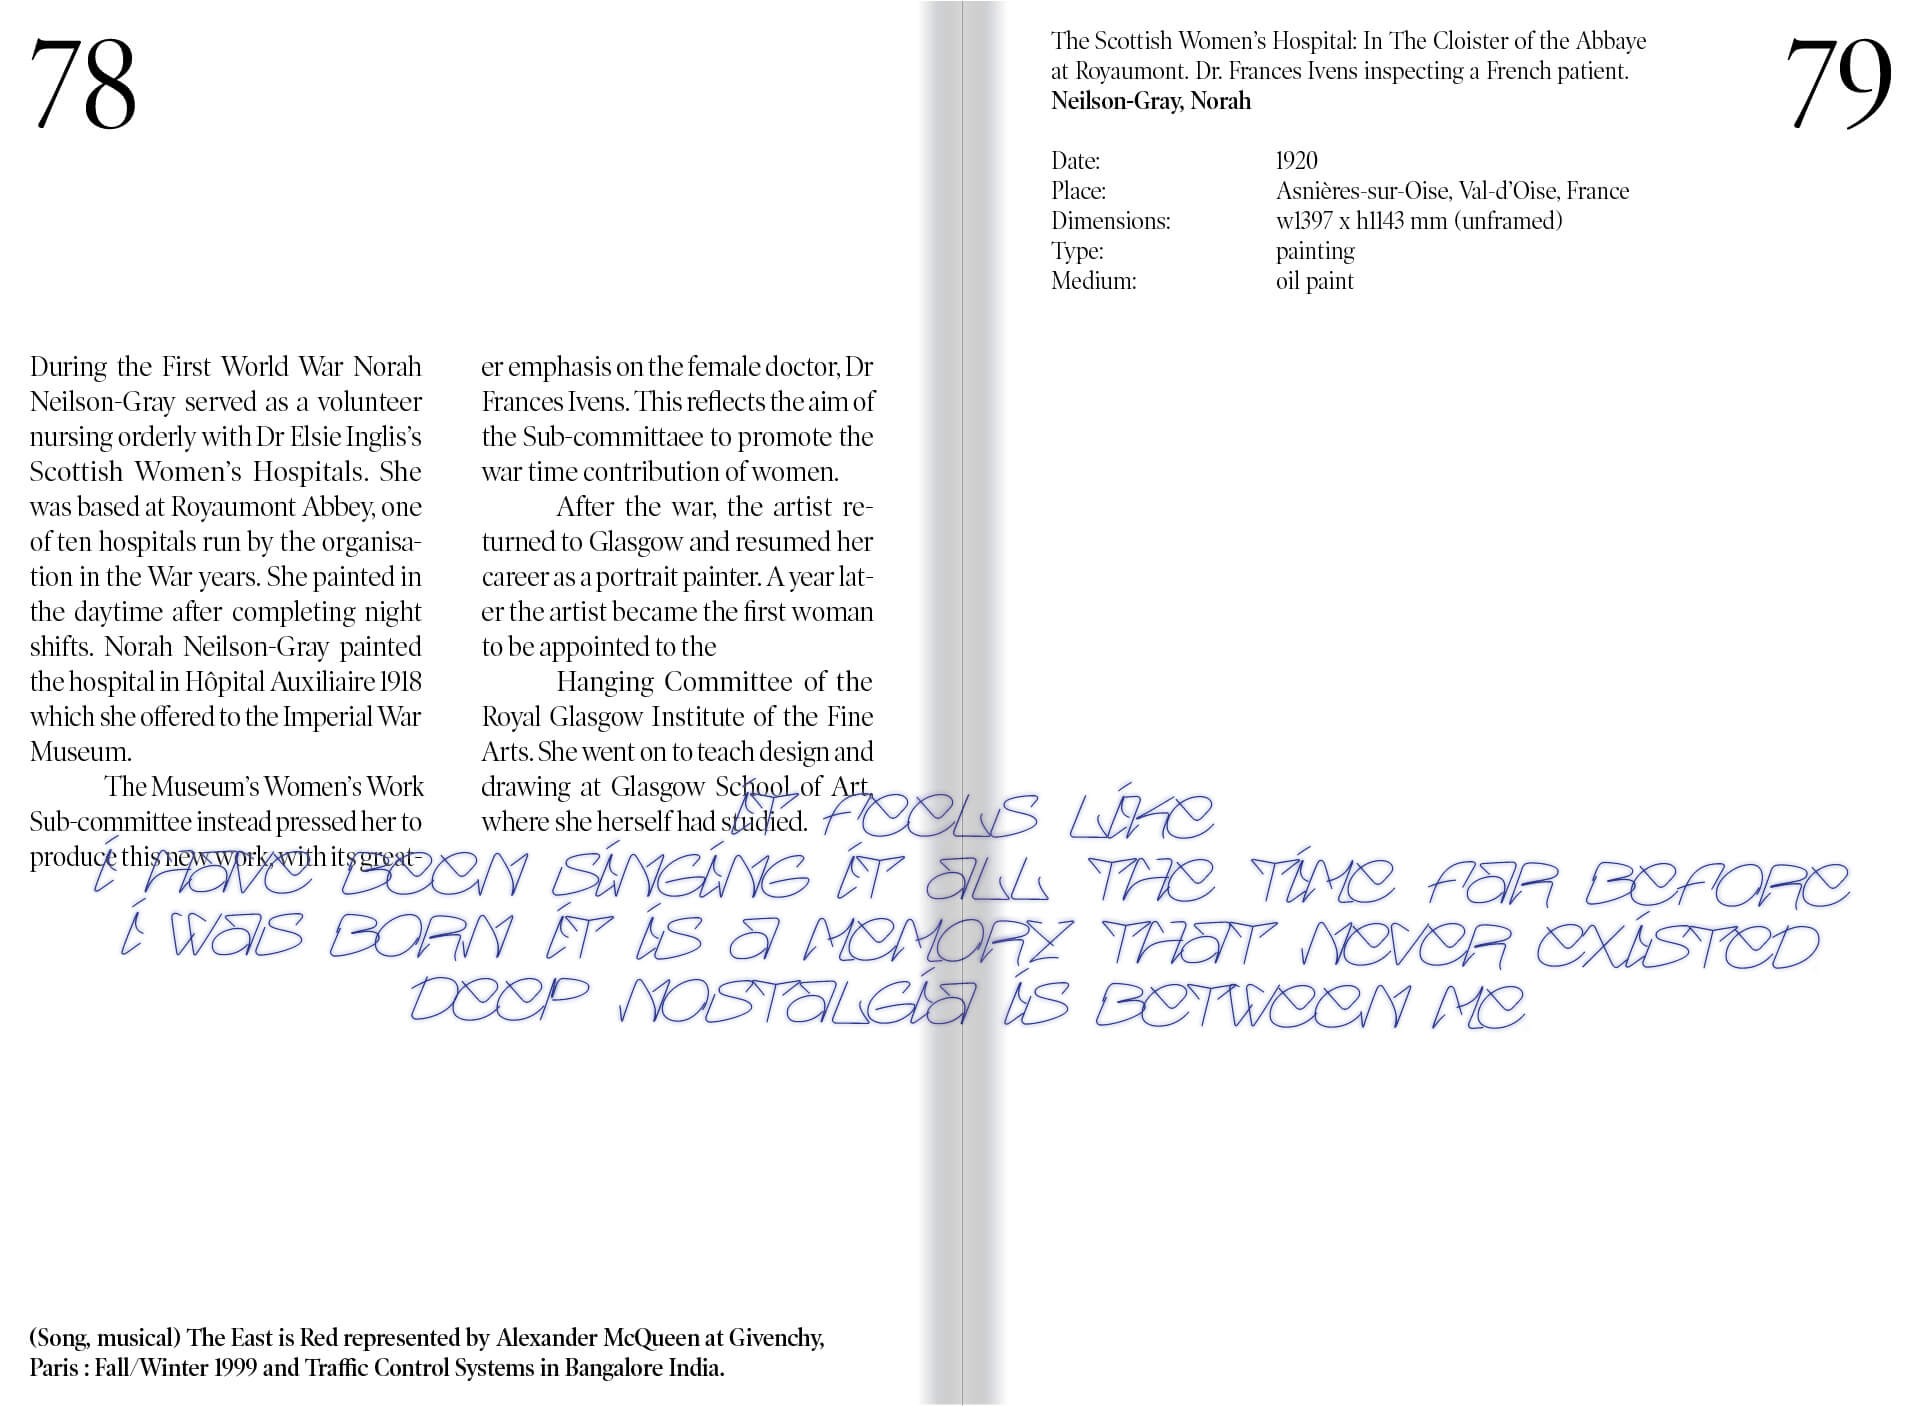 78
During the First World War Norah
Neilson-Gray served as a volunteer
nursing orderly with Dr Elsie Inglis’s
Scottish Women’s Hospitals. She
was based at Royaumont Abbey, one
of ten hospitals run by the organisa-
tion in the War years. She painted in
the daytime after completing night
shifts. Norah Neilson-Gray painted
the hospital in Hôpital Auxiliaire 1918
which she offered to the Imperial War
Museum.
The Museum’s Women’s Work
Sub-committee instead pressed her to
produce this new work, with its great-
er emphasis on the female doctor, Dr
Frances Ivens. This reflects the aim of
the Sub-committaee to promote the
war time contribution of women.
After the war, the artist re-
turned to Glasgow and resumed her
career as a portrait painter. A year lat-
er the artist became the first woman
to be appointed to the
Hanging Committee of the
Royal Glasgow Institute of the Fine
Arts. She went on to teach design and
drawing at Glasgow School of Art,
where she herself had studied.
(Song, musical) The East is Red represented by Alexander McQueen at Givenchy,
Paris : Fall/Winter 1999 and Traffic Control Systems in Bangalore India.
The Scottish Women’s Hospital: In The Cloister of the Abbaye
at Royaumont. Dr. Frances Ivens inspecting a French patient.
Neilson-Gray, Norah
79
Date: 1920
Place: Asnières-sur-Oise, Val-d’Oise, France
Dimensions: w1397 x h1143 mm (unframed)
Type: painting
Medium: oil paint
IT FEELS LIKE
I HAVE BEEN SINGING IT ALL THE TIME FAR BEFORE
I WAS BORN IT IS A MEMORY THAT NEVER EXISTED
DEEP NOSTALGIA IS BETWEEN ME